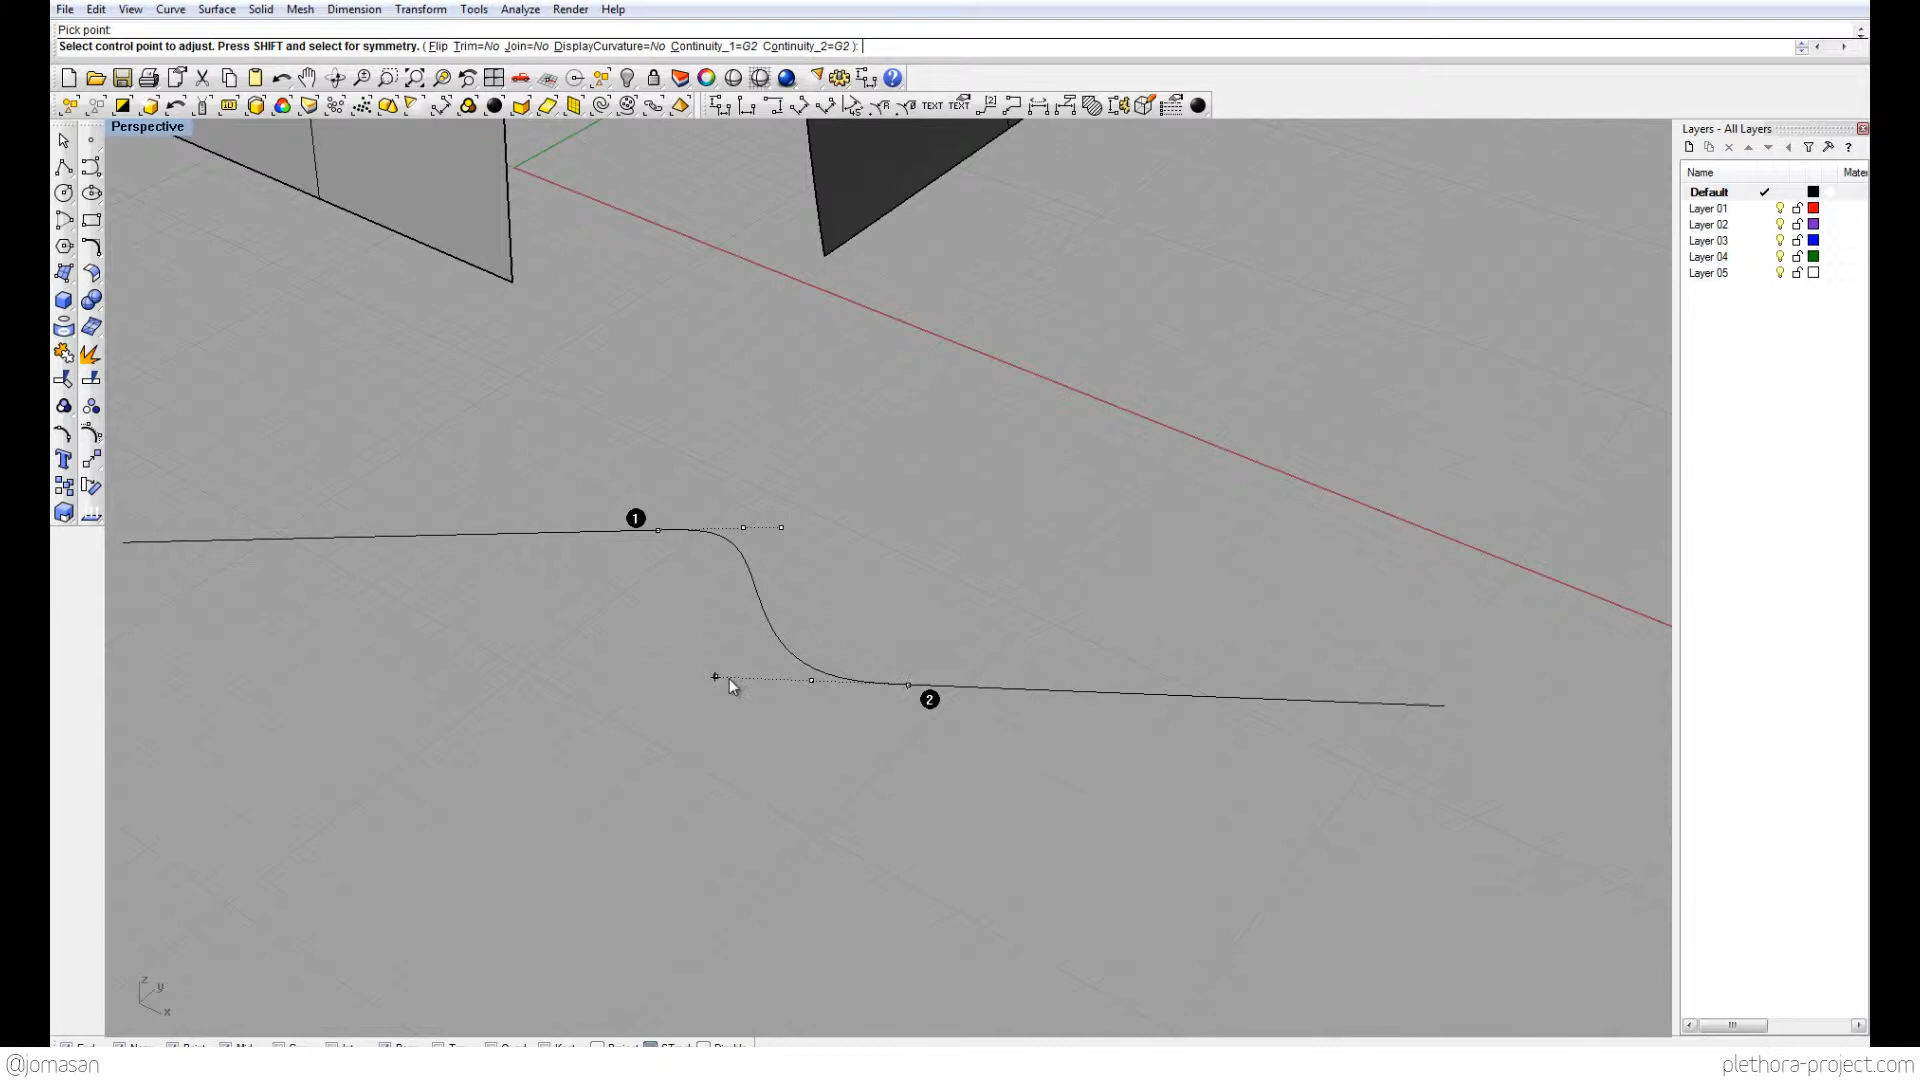 File Edit View Curve Surface Solid Mesh Dimension Transform Tools Analyze Render Help
Pick point:
Select control point to adjust. Press SHIFT and select for symmetry. ( Flip Trim=No Join=No DisplayCurvature=No Continuity_1=G2 Continuity_2=G2 ):
TEXT TEXT
Perspective
Layers - All Layers
Name Mate
Default
Layer 01
Layer 02
Layer 03
Layer 04
Layer 05
1
2
z
y
x
@jomasan
plethora-project.com